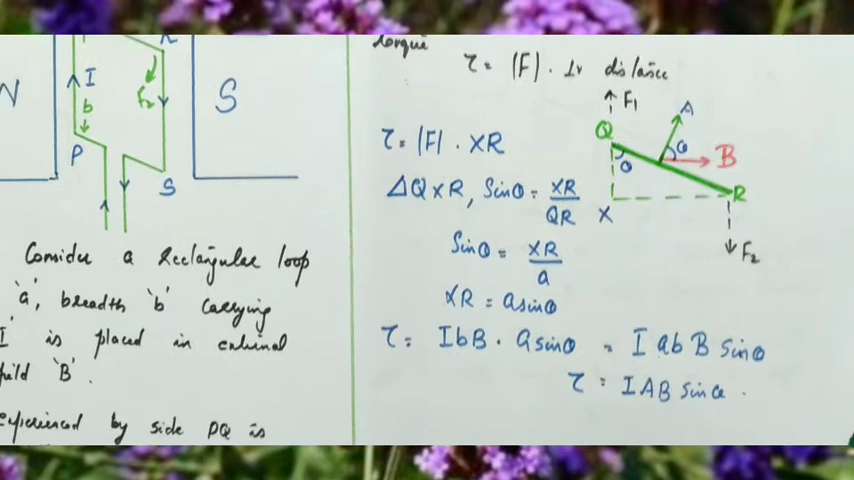 N
I
b
P
F2
S
S
Consider a Rectangular loop
'a', breadth 'b' carrying
I is placed in external
field 'B'.
experienced by side PQ is
torque
τ = |F| . ⊥r distance
τ = |F| . XR
ΔQXR, Sinθ = XR
QR
Sinθ = XR
a
XR = a sinθ
τ = IbB . a sinθ = I ab B sinθ
τ = IAB sinθ .
F1
A
Q
θ
B
θ
R
X
F2